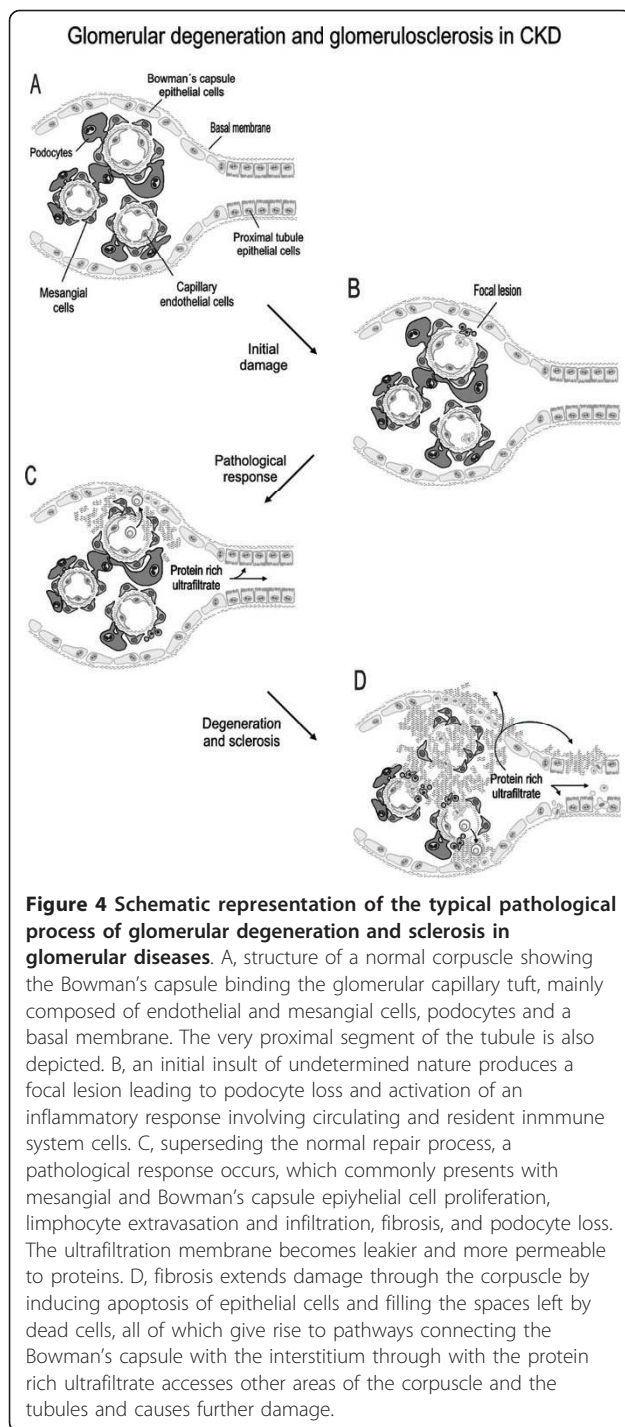 Glomerular degeneration and glomerulosclerosis in CKD
A
Bowman´s capsule
epithelial cells
Basal membrane
Podocytes
Proximal tubule
epithelial cells
Mesangial
cells
Capillary
endothelial cells
B
Focal lesion
Initial
damage
Pathological
response
C
Protein rich
ultrafiltrate
D
Degeneration
and sclerosis
Protein rich
ultrafiltrate
Figure 4 Schematic representation of the typical pathological
process of glomerular degeneration and sclerosis in
glomerular diseases. A, structure of a normal corpuscle showing
the Bowman's capsule binding the glomerular capillary tuft, mainly
composed of endothelial and mesangial cells, podocytes and a
basal membrane. The very proximal segment of the tubule is also
depicted. B, an initial insult of undetermined nature produces a
focal lesion leading to podocyte loss and activation of an
inflammatory response involving circulating and resident inmmune
system cells. C, superseding the normal repair process, a
pathological response occurs, which commonly presents with
mesangial and Bowman's capsule epiyhelial cell proliferation,
limphocyte extravasation and infiltration, fibrosis, and podocyte loss.
The ultrafiltration membrane becomes leakier and more permeable
to proteins. D, fibrosis extends damage through the corpuscle by
inducing apoptosis of epithelial cells and filling the spaces left by
dead cells, all of which give rise to pathways connecting the
Bowman's capsule with the interstitium through with the protein
rich ultrafiltrate accesses other areas of the corpuscle and the
tubules and causes further damage.